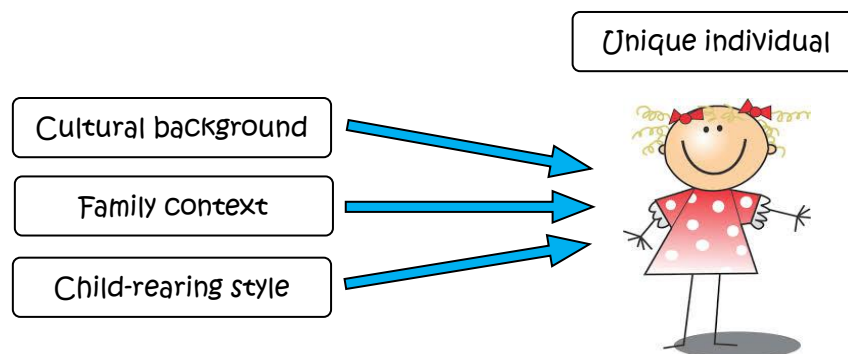 Unique individual
Cultural background
Family context
Child-rearing style